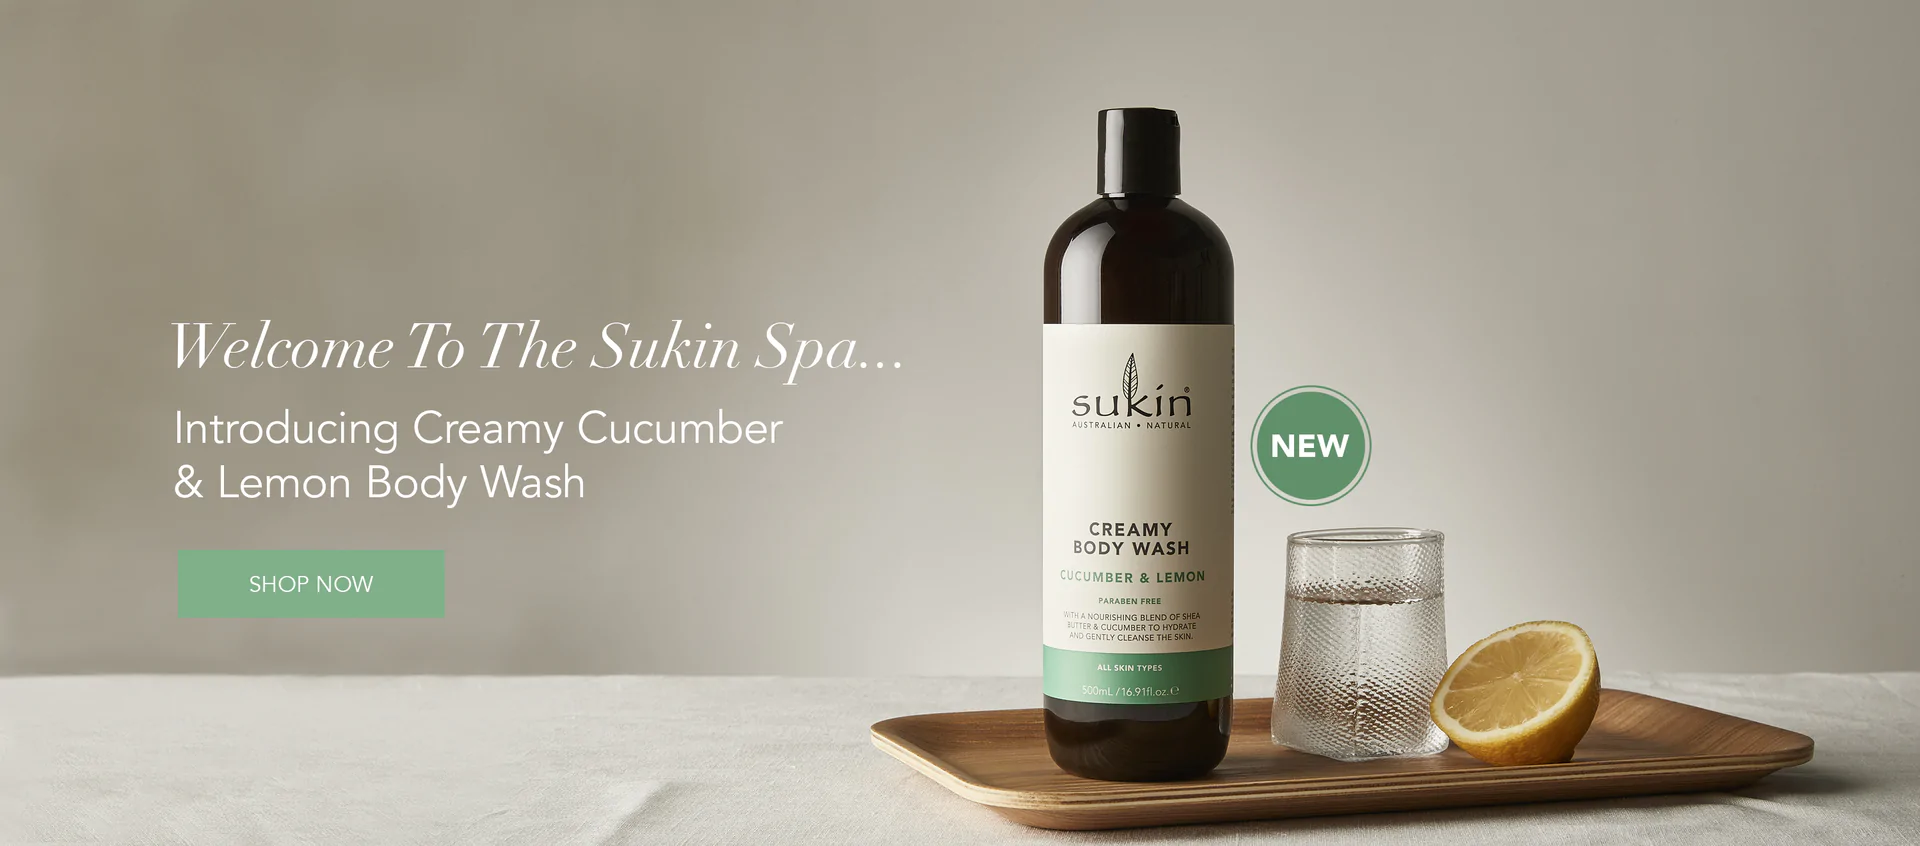 Welcome To The Sukin Spa...
Introducing Creamy Cucumber
& Lemon Body Wash
SHOP NOW
sukin®
AUSTRALIAN • NATURAL
CREAMY
BODY WASH
CUCUMBER & LEMON
PARABEN FREE
WITH A NOURISHING BLEND OF SHEA
BUTTER & CUCUMBER TO HYDRATE
AND GENTLY CLEANSE THE SKIN.
ALL SKIN TYPES
500mL / 16.91fl.oz. ℮
NEW